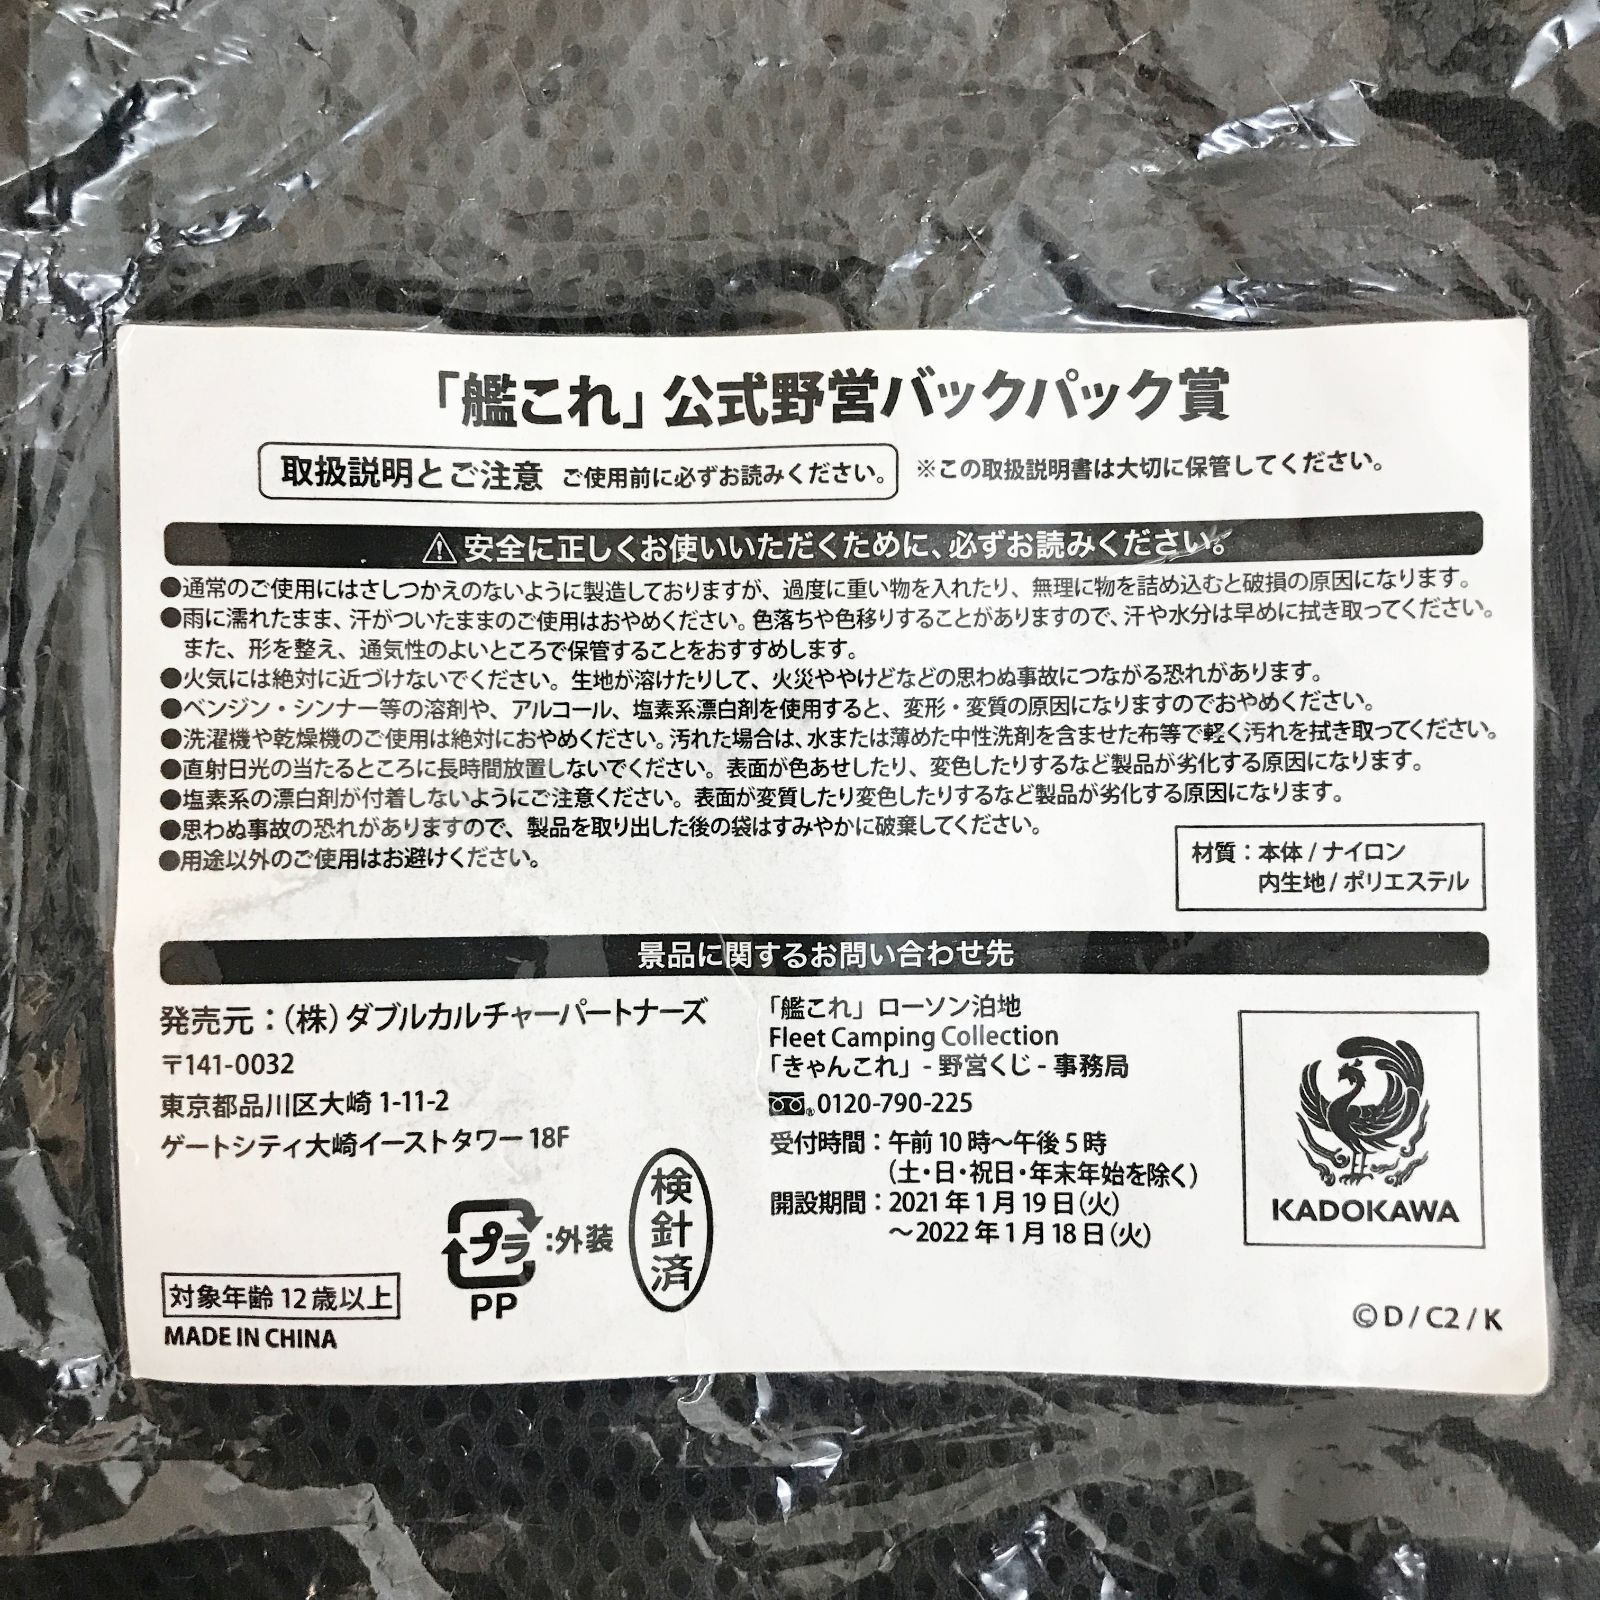 「艦これ」公式野営バックパック賞
取扱説明とご注意 ご使用前に必ずお読みください。 ※この取扱説明書は大切に保管してください。
⚠安全に正しくお使いいただくために、必ずお読みください。
●通常のご使用にはさしつかえのないように製造しておりますが、過度に重い物を入れたり、無理に物を詰め込むと破損の原因になります。
●雨に濡れたまま、汗がついたままのご使用はおやめください。色落ちや色移りすることがありますので、汗や水分は早めに拭き取ってください。
また、形を整え、通気性のよいところで保管することをおすすめします。
●火気には絶対に近づけないでください。生地が溶けたりして、火災ややけどなどの思わぬ事故につながる恐れがあります。
●ベンジン・シンナー等の溶剤や、アルコール、塩素系漂白剤を使用すると、変形・変質の原因になりますのでおやめください。
●洗濯機や乾燥機のご使用は絶対におやめください。汚れた場合は、水または薄めた中性洗剤を含ませた布等で軽く汚れを拭き取ってください。
●直射日光の当たるところに長時間放置しないでください。表面が色あせしたり、変色したりするなど製品が劣化する原因になります。
●塩素系の漂白剤が付着しないようにご注意ください。表面が変質したり変色したりするなど製品が劣化する原因になります。
●思わぬ事故の恐れがありますので、製品を取り出した後の袋はすみやかに破棄してください。
●用途以外のご使用はお避けください。
材質：本体 / ナイロン
内生地 / ポリエステル
景品に関するお問い合わせ先
発売元：（株）ダブルカルチャーパートナーズ
〒141-0032
東京都品川区大崎 1-11-2
ゲートシティ大崎イーストタワー 18F
プラ:外装
PP
検針済
対象年齢 12 歳以上
MADE IN CHINA
「艦これ」ローソン泊地
Fleet Camping Collection
「きゃんこれ」- 野営くじ - 事務局
0120-790-225
受付時間：午前 10 時～午後 5 時
（土・日・祝日・年末年始を除く）
開設期間：2021 年 1 月 19 日（火）
～2022 年 1 月 18 日（火）
KADOKAWA
©D / C2 / K